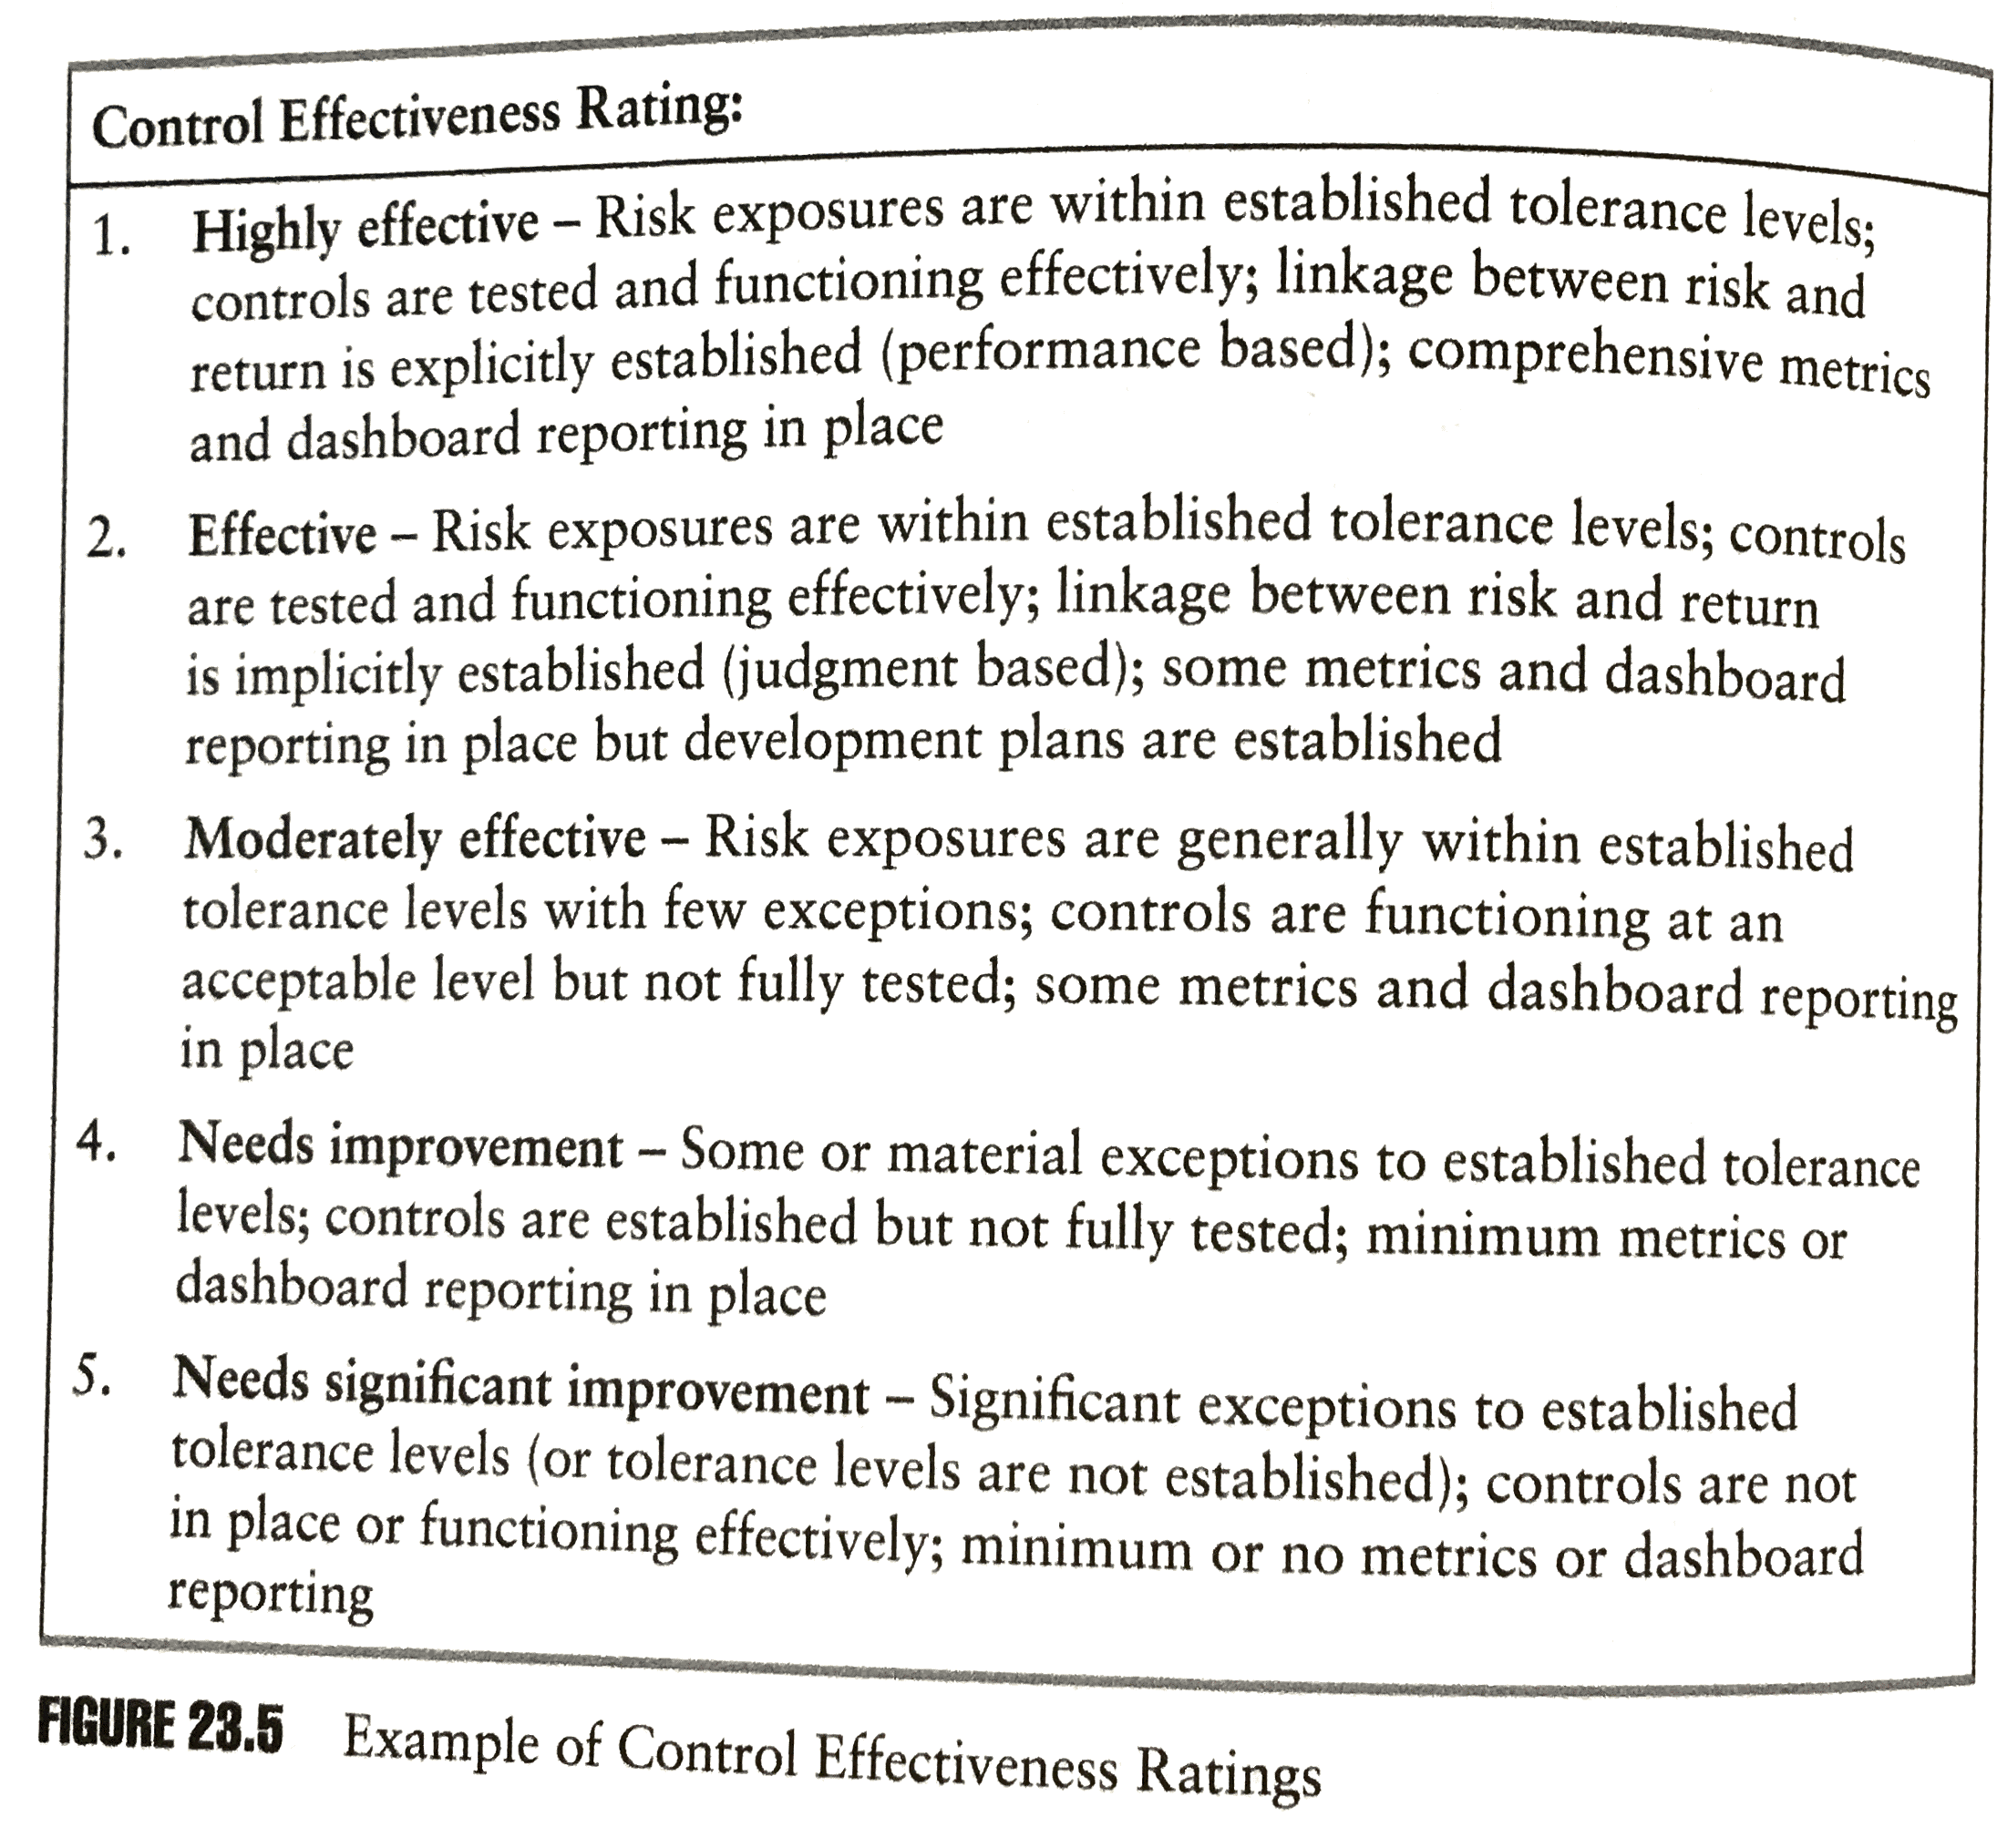 Control Effectiveness Rating:
1. Highly effective – Risk exposures are within established tolerance levels;
controls are tested and functioning effectively; linkage between risk and
return is explicitly established (performance based); comprehensive metrics
and dashboard reporting in place
2. Effective – Risk exposures are within established tolerance levels; controls
are tested and functioning effectively; linkage between risk and return
is implicitly established (judgment based); some metrics and dashboard
reporting in place but development plans are established
3. Moderately effective – Risk exposures are generally within established
tolerance levels with few exceptions; controls are functioning at an
acceptable level but not fully tested; some metrics and dashboard reporting
in place
4. Needs improvement – Some or material exceptions to established tolerance
levels; controls are established but not fully tested; minimum metrics or
dashboard reporting in place
5. Needs significant improvement – Significant exceptions to established
tolerance levels (or tolerance levels are not established); controls are not
in place or functioning effectively; minimum or no metrics or dashboard
reporting
FIGURE 23.5 Example of Control Effectiveness Ratings